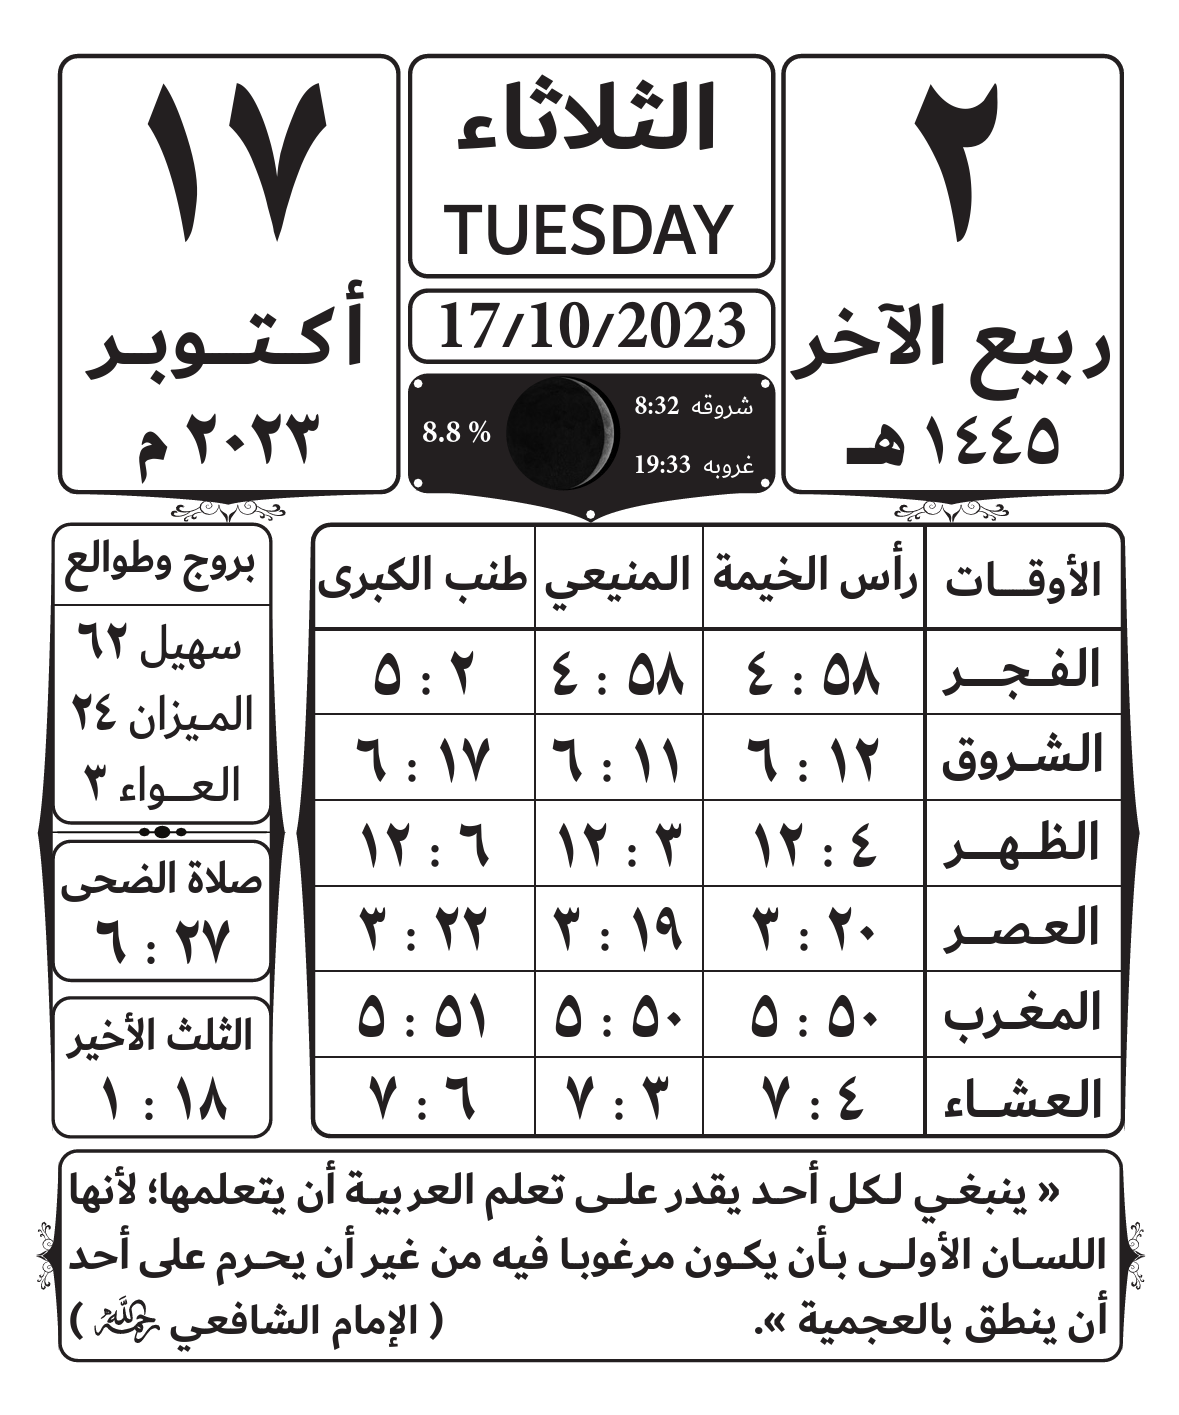 ٢
ربيع الآخر
١٤٤٥ هـ
الثلاثاء
TUESDAY
17/10/2023
شروقه 8:32
غروبه 19:33
8.8 %
١٧
أكتوبر
٢٠٢٣ م
الأوقات رأس الخيمة المنيعي طنب الكبرى
الفجر ٤ : ٥٨ ٤ : ٥٨ ٥ : ٢
الشروق ٦ : ١٢ ٦ : ١١ ٦ : ١٧
الظهر ١٢ : ٤ ١٢ : ٣ ١٢ : ٦
العصر ٣ : ٢٠ ٣ : ١٩ ٣ : ٢٢
المغرب ٥ : ٥٠ ٥ : ٥٠ ٥ : ٥١
العشاء ٧ : ٤ ٧ : ٣ ٧ : ٦
بروج وطوالع
سهيل ٦٢
الميزان ٢٤
العواء ٣
صلاة الضحى
٦ : ٢٧
الثلث الأخير
١ : ١٨
« ينبغي لكل أحد يقدر على تعلم العربية أن يتعلمها؛ لأنها
اللسان الأولى بأن يكون مرغوبا فيه من غير أن يحرم على أحد
أن ينطق بالعجمية ». ( الإمام الشافعي رحمه الله )